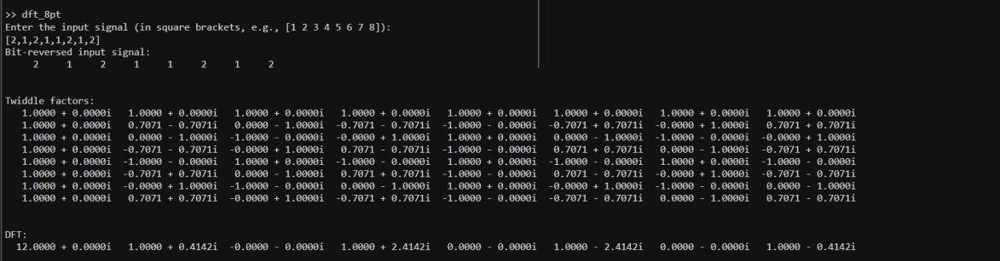 >> dft_8pt
Enter the input signal (in square brackets, e.g., [1 2 3 4 5 6 7 8]):
[2,1,2,1,1,2,1,2]
Bit-reversed input signal:
2 1 2 1 1 2 1 2
Twiddle factors:
1.0000 + 0.0000i 1.0000 + 0.0000i 1.0000 + 0.0000i 1.0000 + 0.0000i 1.0000 + 0.0000i 1.0000 + 0.0000i 1.0000 + 0.0000i 1.0000 + 0.0000i
1.0000 + 0.0000i 0.7071 - 0.7071i 0.0000 - 1.0000i -0.7071 - 0.7071i -1.0000 - 0.0000i -0.7071 + 0.7071i -0.0000 + 1.0000i 0.7071 + 0.7071i
1.0000 + 0.0000i 0.0000 - 1.0000i -1.0000 - 0.0000i -0.0000 + 1.0000i 1.0000 + 0.0000i 0.0000 - 1.0000i -1.0000 - 0.0000i -0.0000 + 1.0000i
1.0000 + 0.0000i -0.7071 - 0.7071i -0.0000 + 1.0000i 0.7071 - 0.7071i -1.0000 - 0.0000i 0.7071 + 0.7071i 0.0000 - 1.0000i -0.7071 + 0.7071i
1.0000 + 0.0000i -1.0000 - 0.0000i 1.0000 + 0.0000i -1.0000 - 0.0000i 1.0000 + 0.0000i -1.0000 - 0.0000i 1.0000 + 0.0000i -1.0000 - 0.0000i
1.0000 + 0.0000i -0.7071 + 0.7071i 0.0000 - 1.0000i 0.7071 + 0.7071i -1.0000 - 0.0000i 0.7071 - 0.7071i -0.0000 + 1.0000i -0.7071 - 0.7071i
1.0000 + 0.0000i -0.0000 + 1.0000i -1.0000 - 0.0000i 0.0000 - 1.0000i 1.0000 + 0.0000i -0.0000 + 1.0000i -1.0000 - 0.0000i 0.0000 - 1.0000i
1.0000 + 0.0000i 0.7071 + 0.7071i -0.0000 + 1.0000i -0.7071 + 0.7071i -1.0000 - 0.0000i -0.7071 - 0.7071i 0.0000 - 1.0000i 0.7071 - 0.7071i
DFT:
12.0000 + 0.0000i 1.0000 + 0.4142i -0.0000 - 0.0000i 1.0000 + 2.4142i 0.0000 - 0.0000i 1.0000 - 2.4142i 0.0000 - 0.0000i 1.0000 - 0.4142i